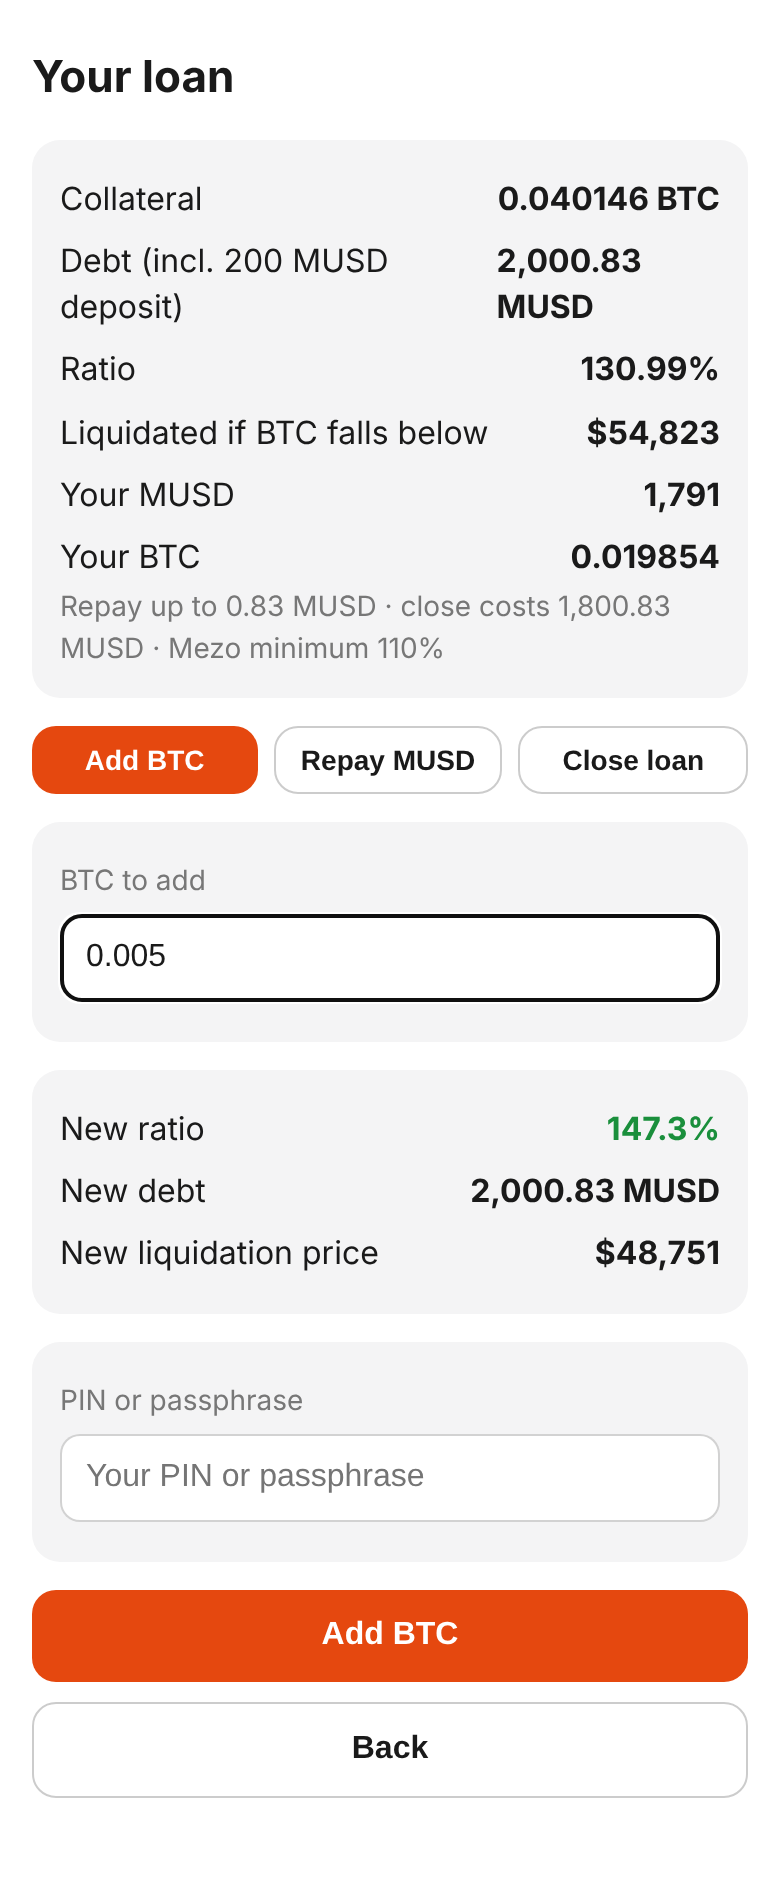 Your loan
Collateral 0.040146 BTC
Debt (incl. 200 MUSD deposit) 2,000.83 MUSD
Ratio 130.99%
Liquidated if BTC falls below $54,823
Your MUSD 1,791
Your BTC 0.019854
Repay up to 0.83 MUSD · close costs 1,800.83
MUSD · Mezo minimum 110%
Add BTC Repay MUSD Close loan
BTC to add
0.005
New ratio 147.3%
New debt 2,000.83 MUSD
New liquidation price $48,751
PIN or passphrase
Your PIN or passphrase
Add BTC
Back